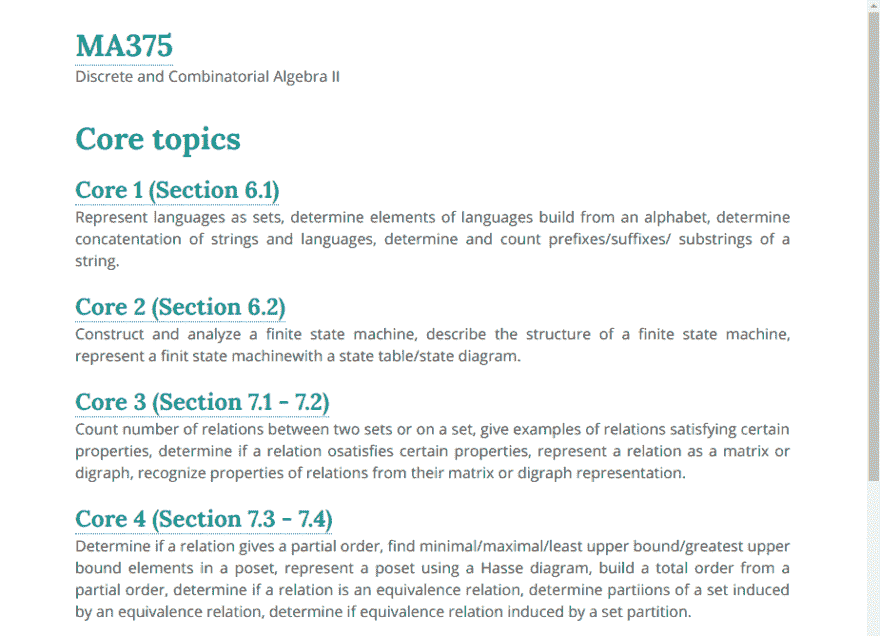 MA375
Discrete and Combinatorial Algebra II
Core topics
Core 1 (Section 6.1)
Represent languages as sets, determine elements of languages build from an alphabet, determine
concatentation of strings and languages, determine and count prefixes/suffixes/ substrings of a
string.
Core 2 (Section 6.2)
Construct and analyze a finite state machine, describe the structure of a finite state machine,
represent a finit state machinewith a state table/state diagram.
Core 3 (Section 7.1 - 7.2)
Count number of relations between two sets or on a set, give examples of relations satisfying certain
properties, determine if a relation osatisfies certain properties, represent a relation as a matrix or
digraph, recognize properties of relations from their matrix or digraph representation.
Core 4 (Section 7.3 - 7.4)
Determine if a relation gives a partial order, find minimal/maximal/least upper bound/greatest upper
bound elements in a poset, represent a poset using a Hasse diagram, build a total order from a
partial order, determine if a relation is an equivalence relation, determine partiions of a set induced
by an equivalence relation, determine if equivalence relation induced by a set partition.